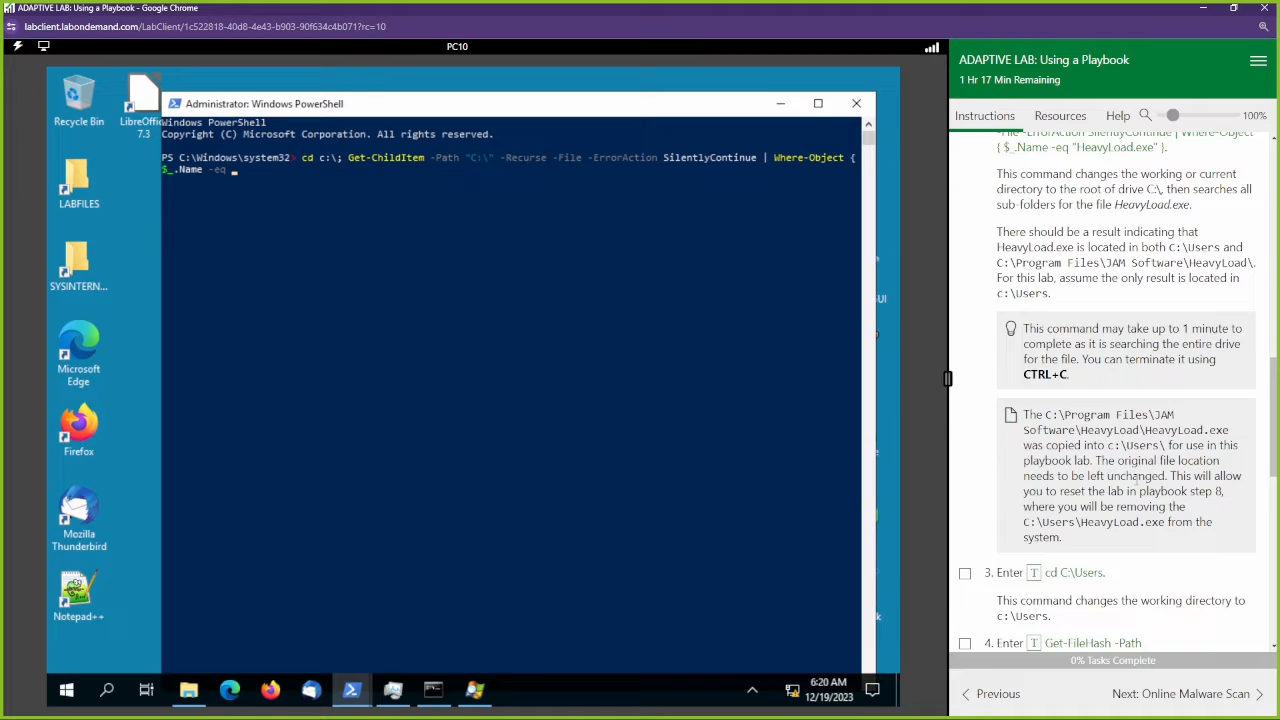 ADAPTIVE LAB: Using a Playbook - Google Chrome
labclient.labondemand.com/LabClient/1c522818-40d8-4e43-b903-90f634c4b071?rc=10
PC10
Recycle Bin
LibreOffic
7.3
LABFILES
SYSINTERN...
Microsoft
Edge
Firefox
Mozilla
Thunderbird
Notepad++
Administrator: Windows PowerShell
Windows PowerShell
Copyright (C) Microsoft Corporation. All rights reserved.
PS C:\Windows\system32> cd c:\; Get-ChildItem -Path "C:\" -Recurse -File -ErrorAction SilentlyContinue | Where-Object {
$_.Name -eq
UI
e
k
6:20 AM
12/19/2023
ADAPTIVE LAB: Using a Playbook
1 Hr 17 Min Remaining
Instructions Resources Help 100%
-File -ErrorAction SilentlyContinue | Where-Object
{ $_.Name -eq "HeavyLoad.exe" }.
This command changes the working or current
directory to the root of drive C:\, then searches all
sub-folders for the file HeavyLoad.exe.
There should be a result indicating that
HeavyLoad.exe is located in both C:\Users and
C:\Program Files\JAM Software\HeavyLoad\.
For this lab, assume the only result is located in
c:\Users.
This command may take up to 1 minute to
complete as it is searching the entire drive
for the file. You can terminate it using
CTRL+C.
The C:\Program Files\JAM
Software\HeavyLoad\HeavyLoad.exe
was copied into c:\Users\ for use in this
playbook lab. The original file location
needs to be left unchanged. This will allow
you to reset the lab in playbook step 8,
where you will be removing the
C:\Users\HeavyLoad.exe from the
system.
3. Enter T cd C:\Users.
This command changes the working directory to
c:\Users.
4. Enter T Get-FileHash -Path
0% Tasks Complete
Previous
Next: Online Malware Scan